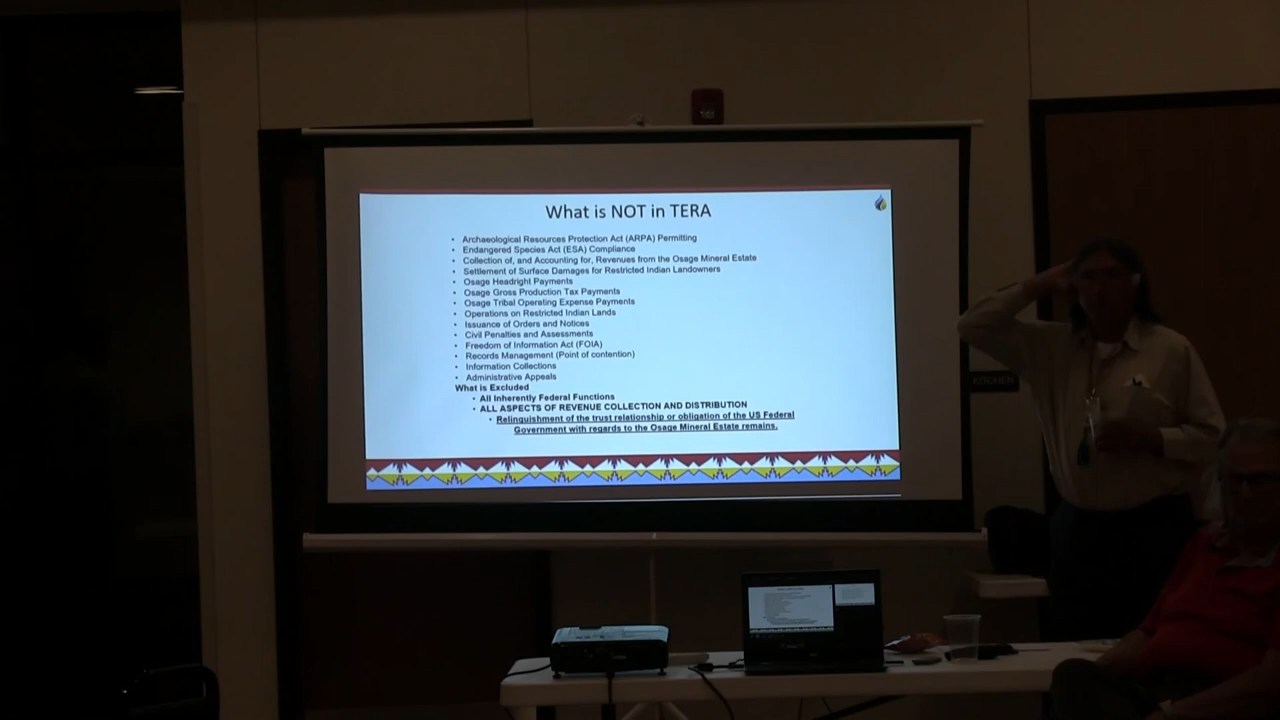 What is NOT in TERA
• Archaeological Resources Protection Act (ARPA) Permitting
• Endangered Species Act (ESA) Compliance
• Collection of, and Accounting for, Revenues from the Osage Mineral Estate
• Settlement of Surface Damages for Restricted Indian Landowners
• Osage Headright Payments
• Osage Gross Production Tax Payments
• Osage Tribal Operating Expense Payments
• Operations on Restricted Indian Lands
• Issuance of Orders and Notices
• Civil Penalties and Assessments
• Freedom of Information Act (FOIA)
• Records Management (Point of contention)
• Information Collections
• Administrative Appeals
What is Excluded
• All Inherently Federal Functions
• ALL ASPECTS OF REVENUE COLLECTION AND DISTRIBUTION
• Relinquishment of the trust relationship or obligation of the US Federal
Government with regards to the Osage Mineral Estate remains.
KITCHEN